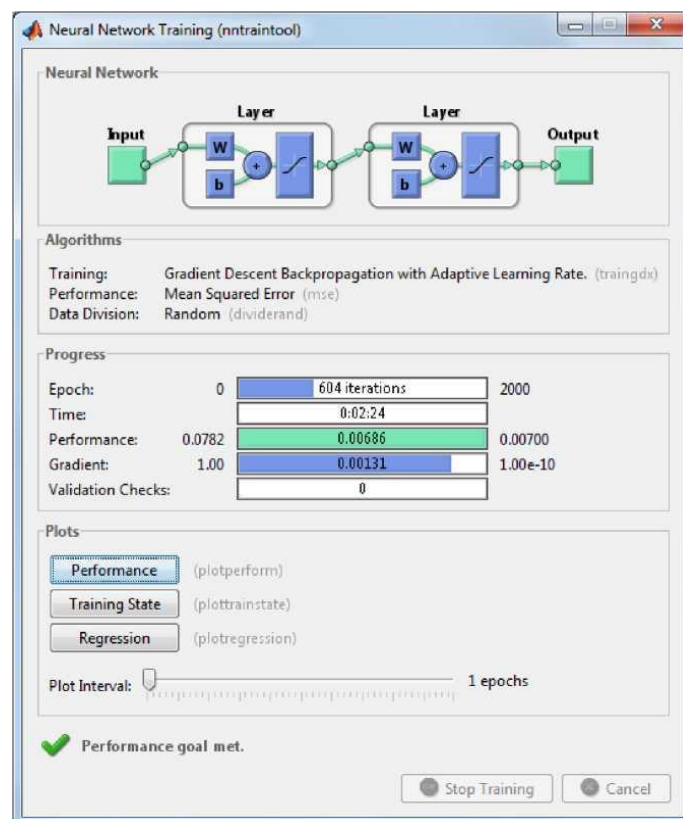 Neural Network Training (nntraintool)
Neural Network
Layer Layer
Input Output
W W
+ +
b b
Algorithms
Training: Gradient Descent Backpropagation with Adaptive Learning Rate. (traingdx)
Performance: Mean Squared Error (mse)
Data Division: Random (dividerand)
Progress
Epoch: 0 604 iterations 2000
Time: 0:02:24
Performance: 0.0782 0.00686 0.00700
Gradient: 1.00 0.00131 1.00e-10
Validation Checks: 0
Plots
Performance (plotperform)
Training State (plottrainstate)
Regression (plotregression)
Plot Interval: 1 epochs
Performance goal met.
Stop Training Cancel